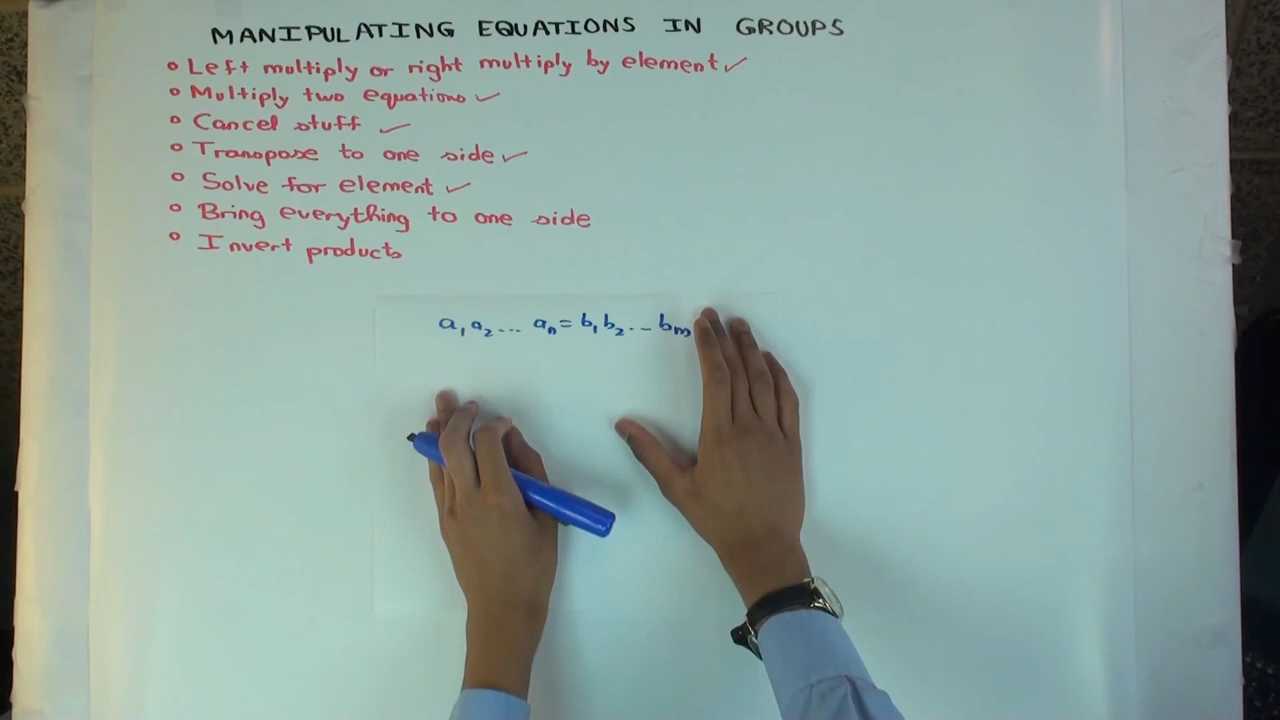 MANIPULATING EQUATIONS IN GROUPS
○ Left multiply or right multiply by element ✓
○ Multiply two equations ✓
○ Cancel stuff ✓
○ Transpose to one side ✓
○ Solve for element ✓
○ Bring everything to one side
○ Invert products
a₁a₂... aₙ = b₁b₂...bₘ